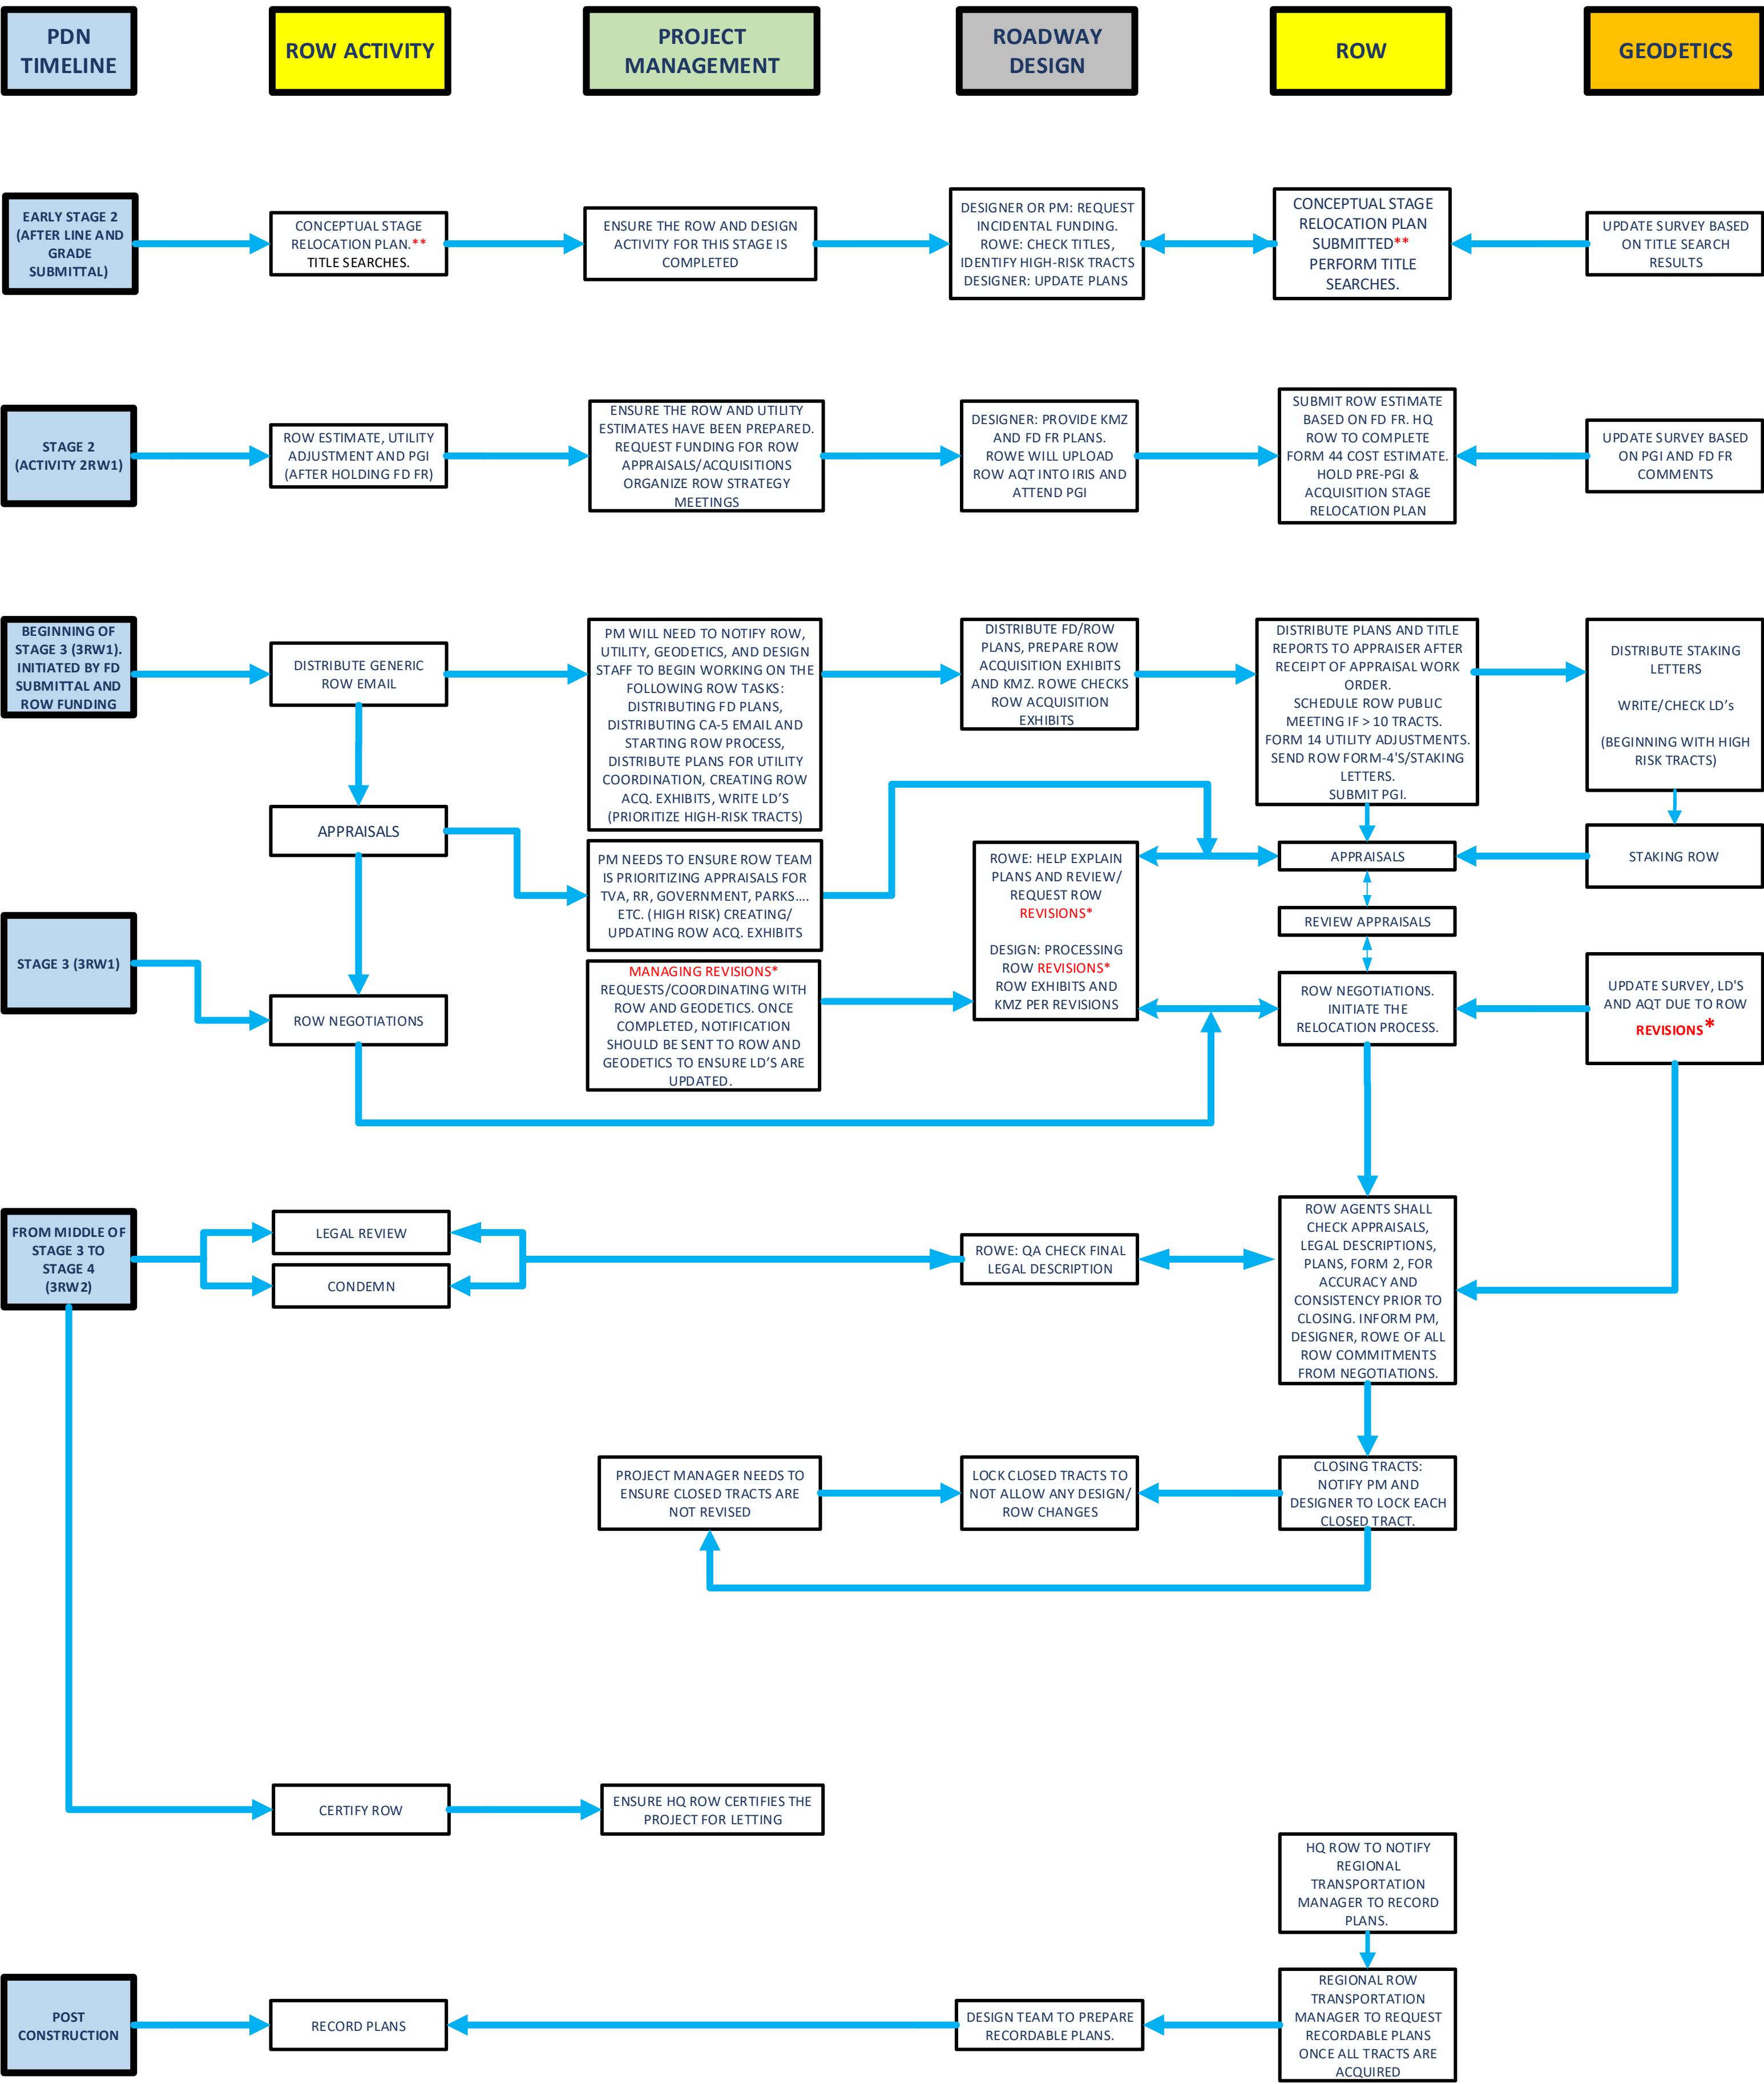 PDN
TIMELINE
ROW ACTIVITY
PROJECT
MANAGEMENT
ROADWAY
DESIGN
ROW
GEODETICS
EARLY STAGE 2
(AFTER LINE AND
GRADE
SUBMITTAL)
CONCEPTUAL STAGE
RELOCATION PLAN.**
TITLE SEARCHES.
ENSURE THE ROW AND DESIGN
ACTIVITY FOR THIS STAGE IS
COMPLETED
DESIGNER OR PM: REQUEST
INCIDENTAL FUNDING.
ROWE: CHECK TITLES,
IDENTIFY HIGH-RISK TRACTS
DESIGNER: UPDATE PLANS
CONCEPTUAL STAGE
RELOCATION PLAN
SUBMITTED**
PERFORM TITLE
SEARCHES.
UPDATE SURVEY BASED
ON TITLE SEARCH
RESULTS
STAGE 2
(ACTIVITY 2RW1)
ROW ESTIMATE, UTILITY
ADJUSTMENT AND PGI
(AFTER HOLDING FD FR)
ENSURE THE ROW AND UTILITY
ESTIMATES HAVE BEEN PREPARED.
REQUEST FUNDING FOR ROW
APPRAISALS/ACQUISITIONS
ORGANIZE ROW STRATEGY
MEETINGS
DESIGNER: PROVIDE KMZ
AND FD FR PLANS.
ROWE WILL UPLOAD
ROW AQT INTO IRIS AND
ATTEND PGI
SUBMIT ROW ESTIMATE
BASED ON FD FR. HQ
ROW TO COMPLETE
FORM 44 COST ESTIMATE.
HOLD PRE-PGI &
ACQUISITION STAGE
RELOCATION PLAN
UPDATE SURVEY BASED
ON PGI AND FD FR
COMMENTS
BEGINNING OF
STAGE 3 (3RW1).
INITIATED BY FD
SUBMITTAL AND
ROW FUNDING
DISTRIBUTE GENERIC
ROW EMAIL
PM WILL NEED TO NOTIFY ROW,
UTILITY, GEODETICS, AND DESIGN
STAFF TO BEGIN WORKING ON THE
FOLLOWING ROW TASKS:
DISTRIBUTING FD PLANS,
DISTRIBUTING CA-5 EMAIL AND
STARTING ROW PROCESS,
DISTRIBUTE PLANS FOR UTILITY
COORDINATION, CREATING ROW
ACQ. EXHIBITS, WRITE LD'S
(PRIORITIZE HIGH-RISK TRACTS)
DISTRIBUTE FD/ROW
PLANS, PREPARE ROW
ACQUISITION EXHIBITS
AND KMZ. ROWE CHECKS
ROW ACQUISITION
EXHIBITS
DISTRIBUTE PLANS AND TITLE
REPORTS TO APPRAISER AFTER
RECEIPT OF APPRAISAL WORK
ORDER.
SCHEDULE ROW PUBLIC
MEETING IF > 10 TRACTS.
FORM 14 UTILITY ADJUSTMENTS.
SEND ROW FORM-4'S/STAKING
LETTERS.
SUBMIT PGI.
DISTRIBUTE STAKING
LETTERS
WRITE/CHECK LD's
(BEGINNING WITH HIGH
RISK TRACTS)
APPRAISALS
PM NEEDS TO ENSURE ROW TEAM
IS PRIORITIZING APPRAISALS FOR
TVA, RR, GOVERNMENT, PARKS....
ETC. (HIGH RISK) CREATING/
UPDATING ROW ACQ. EXHIBITS
ROWE: HELP EXPLAIN
PLANS AND REVIEW/
REQUEST ROW
REVISIONS*
DESIGN: PROCESSING
ROW REVISIONS*
ROW EXHIBITS AND
KMZ PER REVISIONS
APPRAISALS
STAKING ROW
REVIEW APPRAISALS
STAGE 3 (3RW1)
ROW NEGOTIATIONS
MANAGING REVISIONS*
REQUESTS/COORDINATING WITH
ROW AND GEODETICS. ONCE
COMPLETED, NOTIFICATION
SHOULD BE SENT TO ROW AND
GEODETICS TO ENSURE LD'S ARE
UPDATED.
ROW NEGOTIATIONS.
INITIATE THE
RELOCATION PROCESS.
UPDATE SURVEY, LD'S
AND AQT DUE TO ROW
REVISIONS*
FROM MIDDLE OF
STAGE 3 TO
STAGE 4
(3RW2)
LEGAL REVIEW
CONDEMN
ROWE: QA CHECK FINAL
LEGAL DESCRIPTION
ROW AGENTS SHALL
CHECK APPRAISALS,
LEGAL DESCRIPTIONS,
PLANS, FORM 2, FOR
ACCURACY AND
CONSISTENCY PRIOR TO
CLOSING. INFORM PM,
DESIGNER, ROWE OF ALL
ROW COMMITMENTS
FROM NEGOTIATIONS.
PROJECT MANAGER NEEDS TO
ENSURE CLOSED TRACTS ARE
NOT REVISED
LOCK CLOSED TRACTS TO
NOT ALLOW ANY DESIGN/
ROW CHANGES
CLOSING TRACTS:
NOTIFY PM AND
DESIGNER TO LOCK EACH
CLOSED TRACT.
CERTIFY ROW
ENSURE HQ ROW CERTIFIES THE
PROJECT FOR LETTING
HQ ROW TO NOTIFY
REGIONAL
TRANSPORTATION
MANAGER TO RECORD
PLANS.
POST
CONSTRUCTION
RECORD PLANS
DESIGN TEAM TO PREPARE
RECORDABLE PLANS.
REGIONAL ROW
TRANSPORTATION
MANAGER TO REQUEST
RECORDABLE PLANS
ONCE ALL TRACTS ARE
ACQUIRED